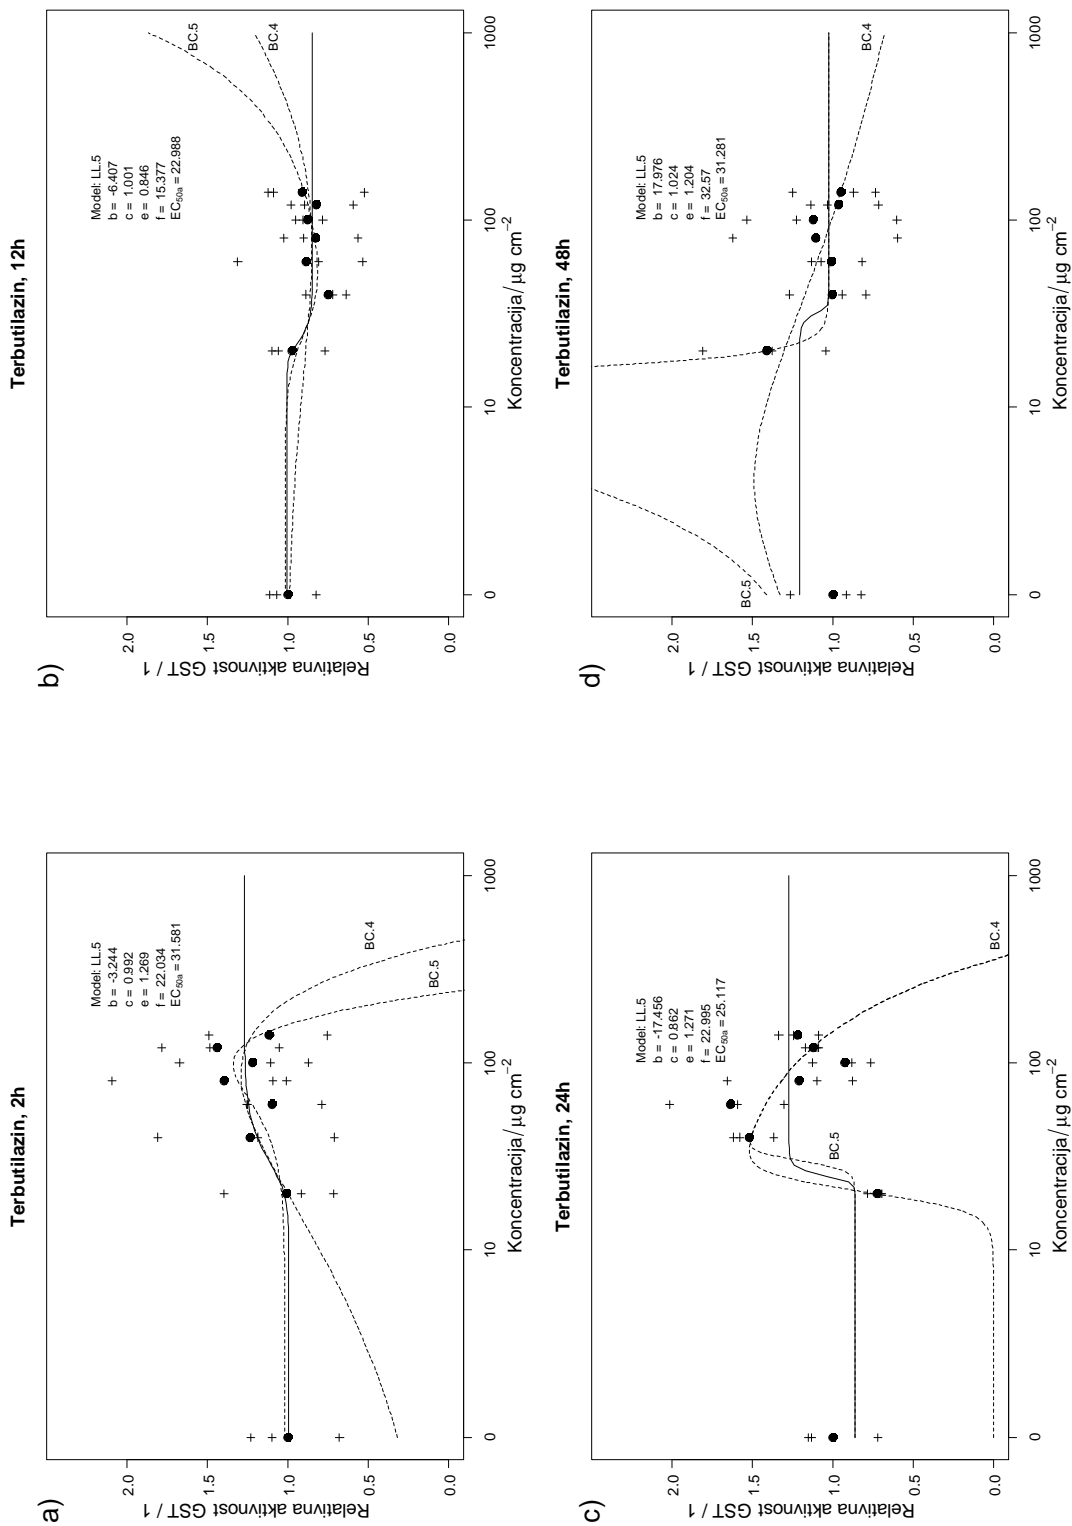 a)
Terbutilazin, 2h
Model: LL.5
b = -3.244
c = 0.992
e = 1.269
f = 22.034
EC50a = 31.581
BC.4
BC.5
0.0 0.5 1.0 1.5 2.0
Relativna aktivnost GST / 1
0 10 100 1000
Koncentracija/µg cm−2
b)
Terbutilazin, 12h
Model: LL.5
b = -6.407
c = 1.001
e = 0.846
f = 15.377
EC50a = 22.988
BC.5
BC.4
0.0 0.5 1.0 1.5 2.0
Relativna aktivnost GST / 1
0 10 100 1000
Koncentracija/µg cm−2
c)
Terbutilazin, 24h
Model: LL.5
b = -17.456
c = 0.862
e = 1.271
f = 22.995
EC50a = 25.117
BC.5
BC.4
0.0 0.5 1.0 1.5 2.0
Relativna aktivnost GST / 1
0 10 100 1000
Koncentracija/µg cm−2
d)
Terbutilazin, 48h
Model: LL.5
b = 17.976
c = 1.024
e = 1.204
f = 32.57
EC50a = 31.281
BC.5
BC.4
0.0 0.5 1.0 1.5 2.0
Relativna aktivnost GST / 1
0 10 100 1000
Koncentracija/µg cm−2